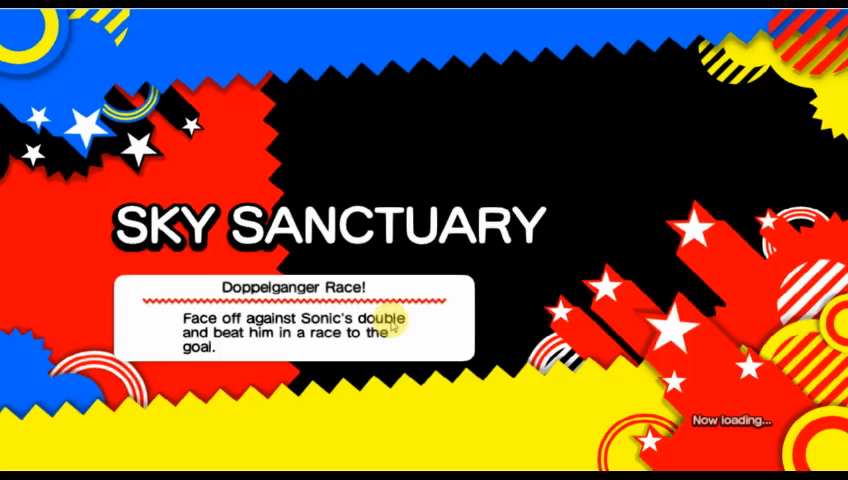 SKY SANCTUARY
Doppelganger Race!
Face off against Sonic's double
and beat him in a race to the
goal.
Now loading...